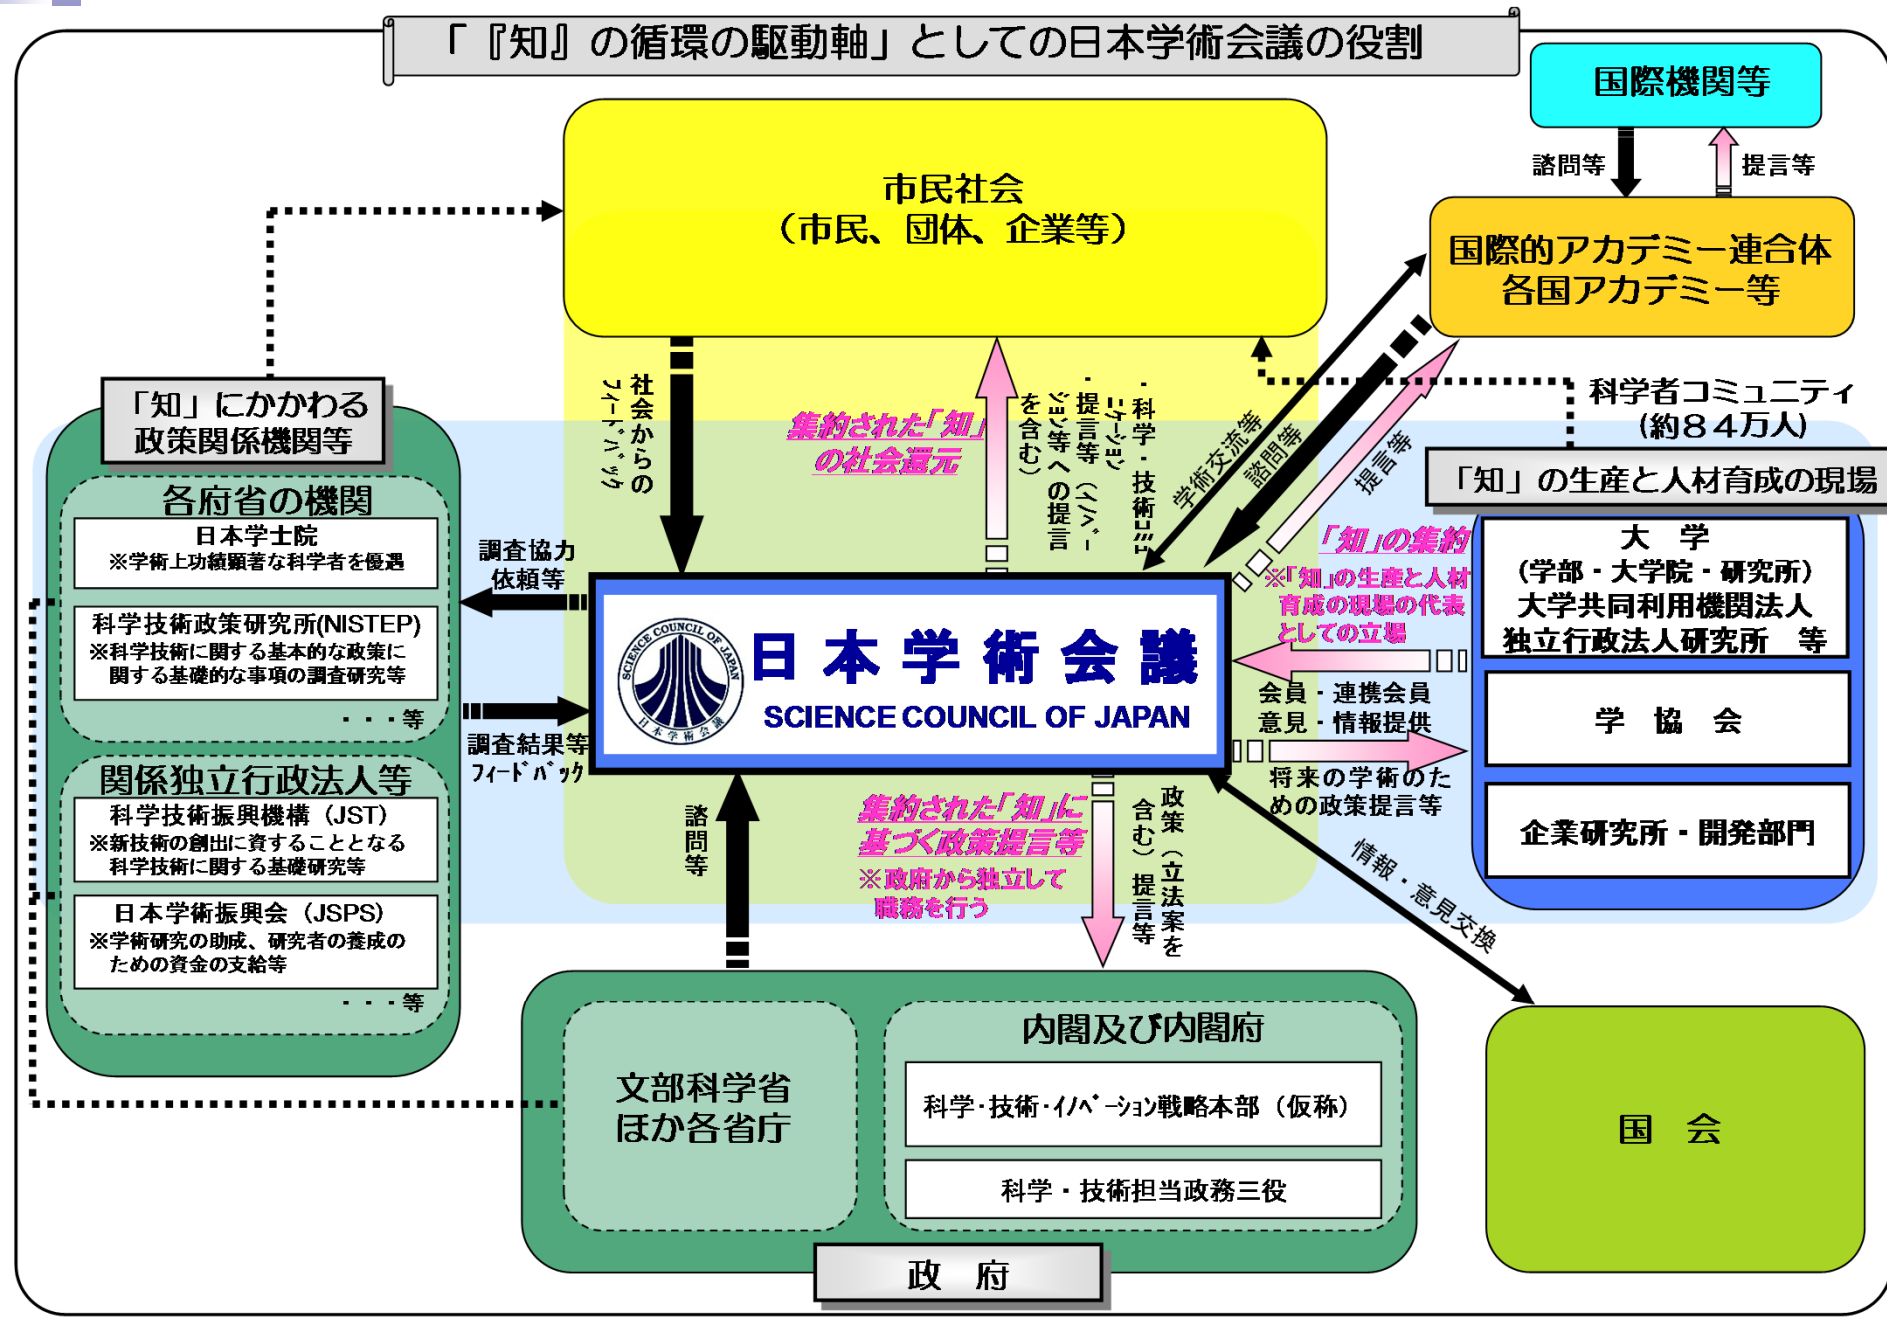 「『知』の循環の駆動軸」としての日本学術会議の役割
国際機関等
諮問等
提言等
市民社会
（市民、団体、企業等）
国際的アカデミー連合体
各国アカデミー等
「知」にかかわる
政策関係機関等
各府省の機関
日本学士院
※学術上功績顕著な科学者を優遇
科学技術政策研究所(NISTEP)
※科学技術に関する基本的な政策に
関する基礎的な事項の調査研究等
・・・等
関係独立行政法人等
科学技術振興機構（JST）
※新技術の創出に資することとなる
科学技術に関する基礎研究等
日本学術振興会（JSPS）
※学術研究の助成、研究者の養成の
ための資金の支給等
・・・等
調査協力
依頼等
調査結果等
ﾌｨｰﾄﾞﾊﾞｯｸ
社会からの
ﾌｨｰﾄﾞﾊﾞｯｸ
集約された「知」
の社会還元
・科学・技術ｺﾐｭ
ﾆｹｰｼｮﾝ
・提言等（ｲﾉﾍﾞｰ
ｼｮﾝ等への提言
を含む）
学術交流等
諮問等
提言等
科学者コミュニティ
(約８４万人)
「知」の生産と人材育成の現場
大　学
(学部・大学院・研究所)
大学共同利用機関法人
独立行政法人研究所　等
学　協　会
企業研究所・開発部門
「知」の集約
※「知」の生産と人材
育成の現場の代表
としての立場
会員・連携会員
意見・情報提供
将来の学術のた
めの政策提言等
SCIENCE COUNCIL OF JAPAN
日本学術会議
日本学術会議
SCIENCE COUNCIL OF JAPAN
諮問等
集約された「知」に
基づく政策提言等
※政府から独立して
職務を行う
政策（立法案を
含む）提言等
情報・意見交換
文部科学省
ほか各省庁
内閣及び内閣府
科学・技術・ｲﾉﾍﾞｰｼｮﾝ戦略本部（仮称）
科学・技術担当政務三役
政　府
国　会